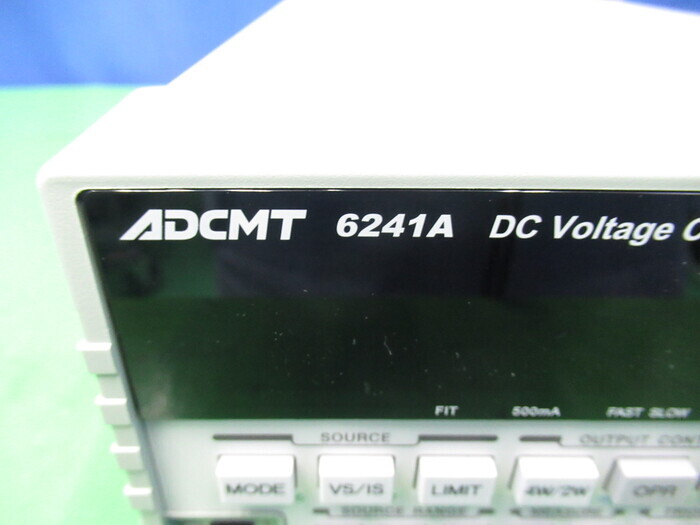 ADCMT 6241A DC Voltage C
FIT 500mA FAST SLOW
SOURCE OUTPUT CONT
MODE VS/IS LIMIT 4W/2W OPR
SOURCE RANGE MEASURE